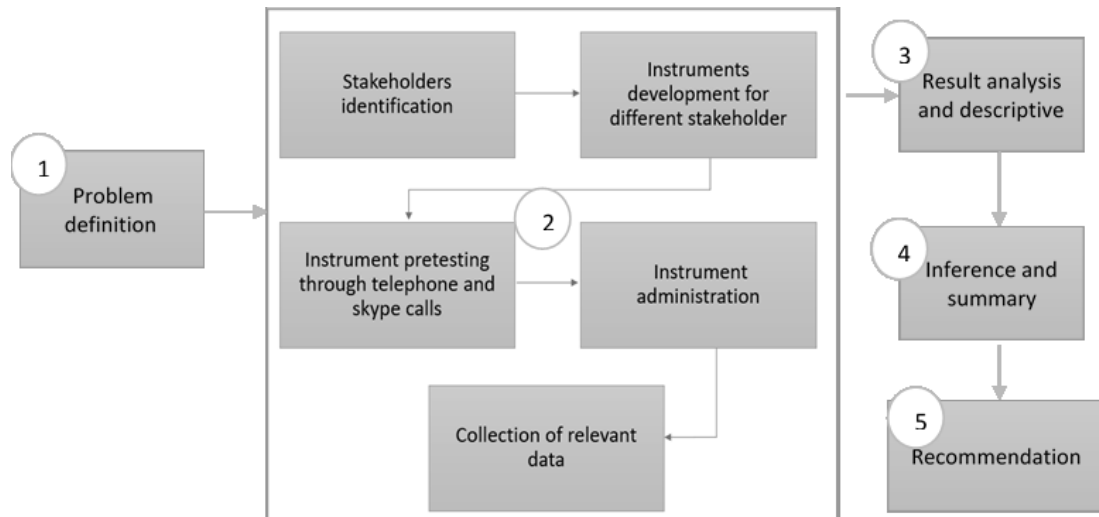 1
Problem
definition
2
Stakeholders
identification
Instruments
development for
different stakeholder
Instrument pretesting
through telephone and
skype calls
Instrument
administration
Collection of relevant
data
3
Result analysis
and descriptive
4
Inference and
summary
5
Recommendation